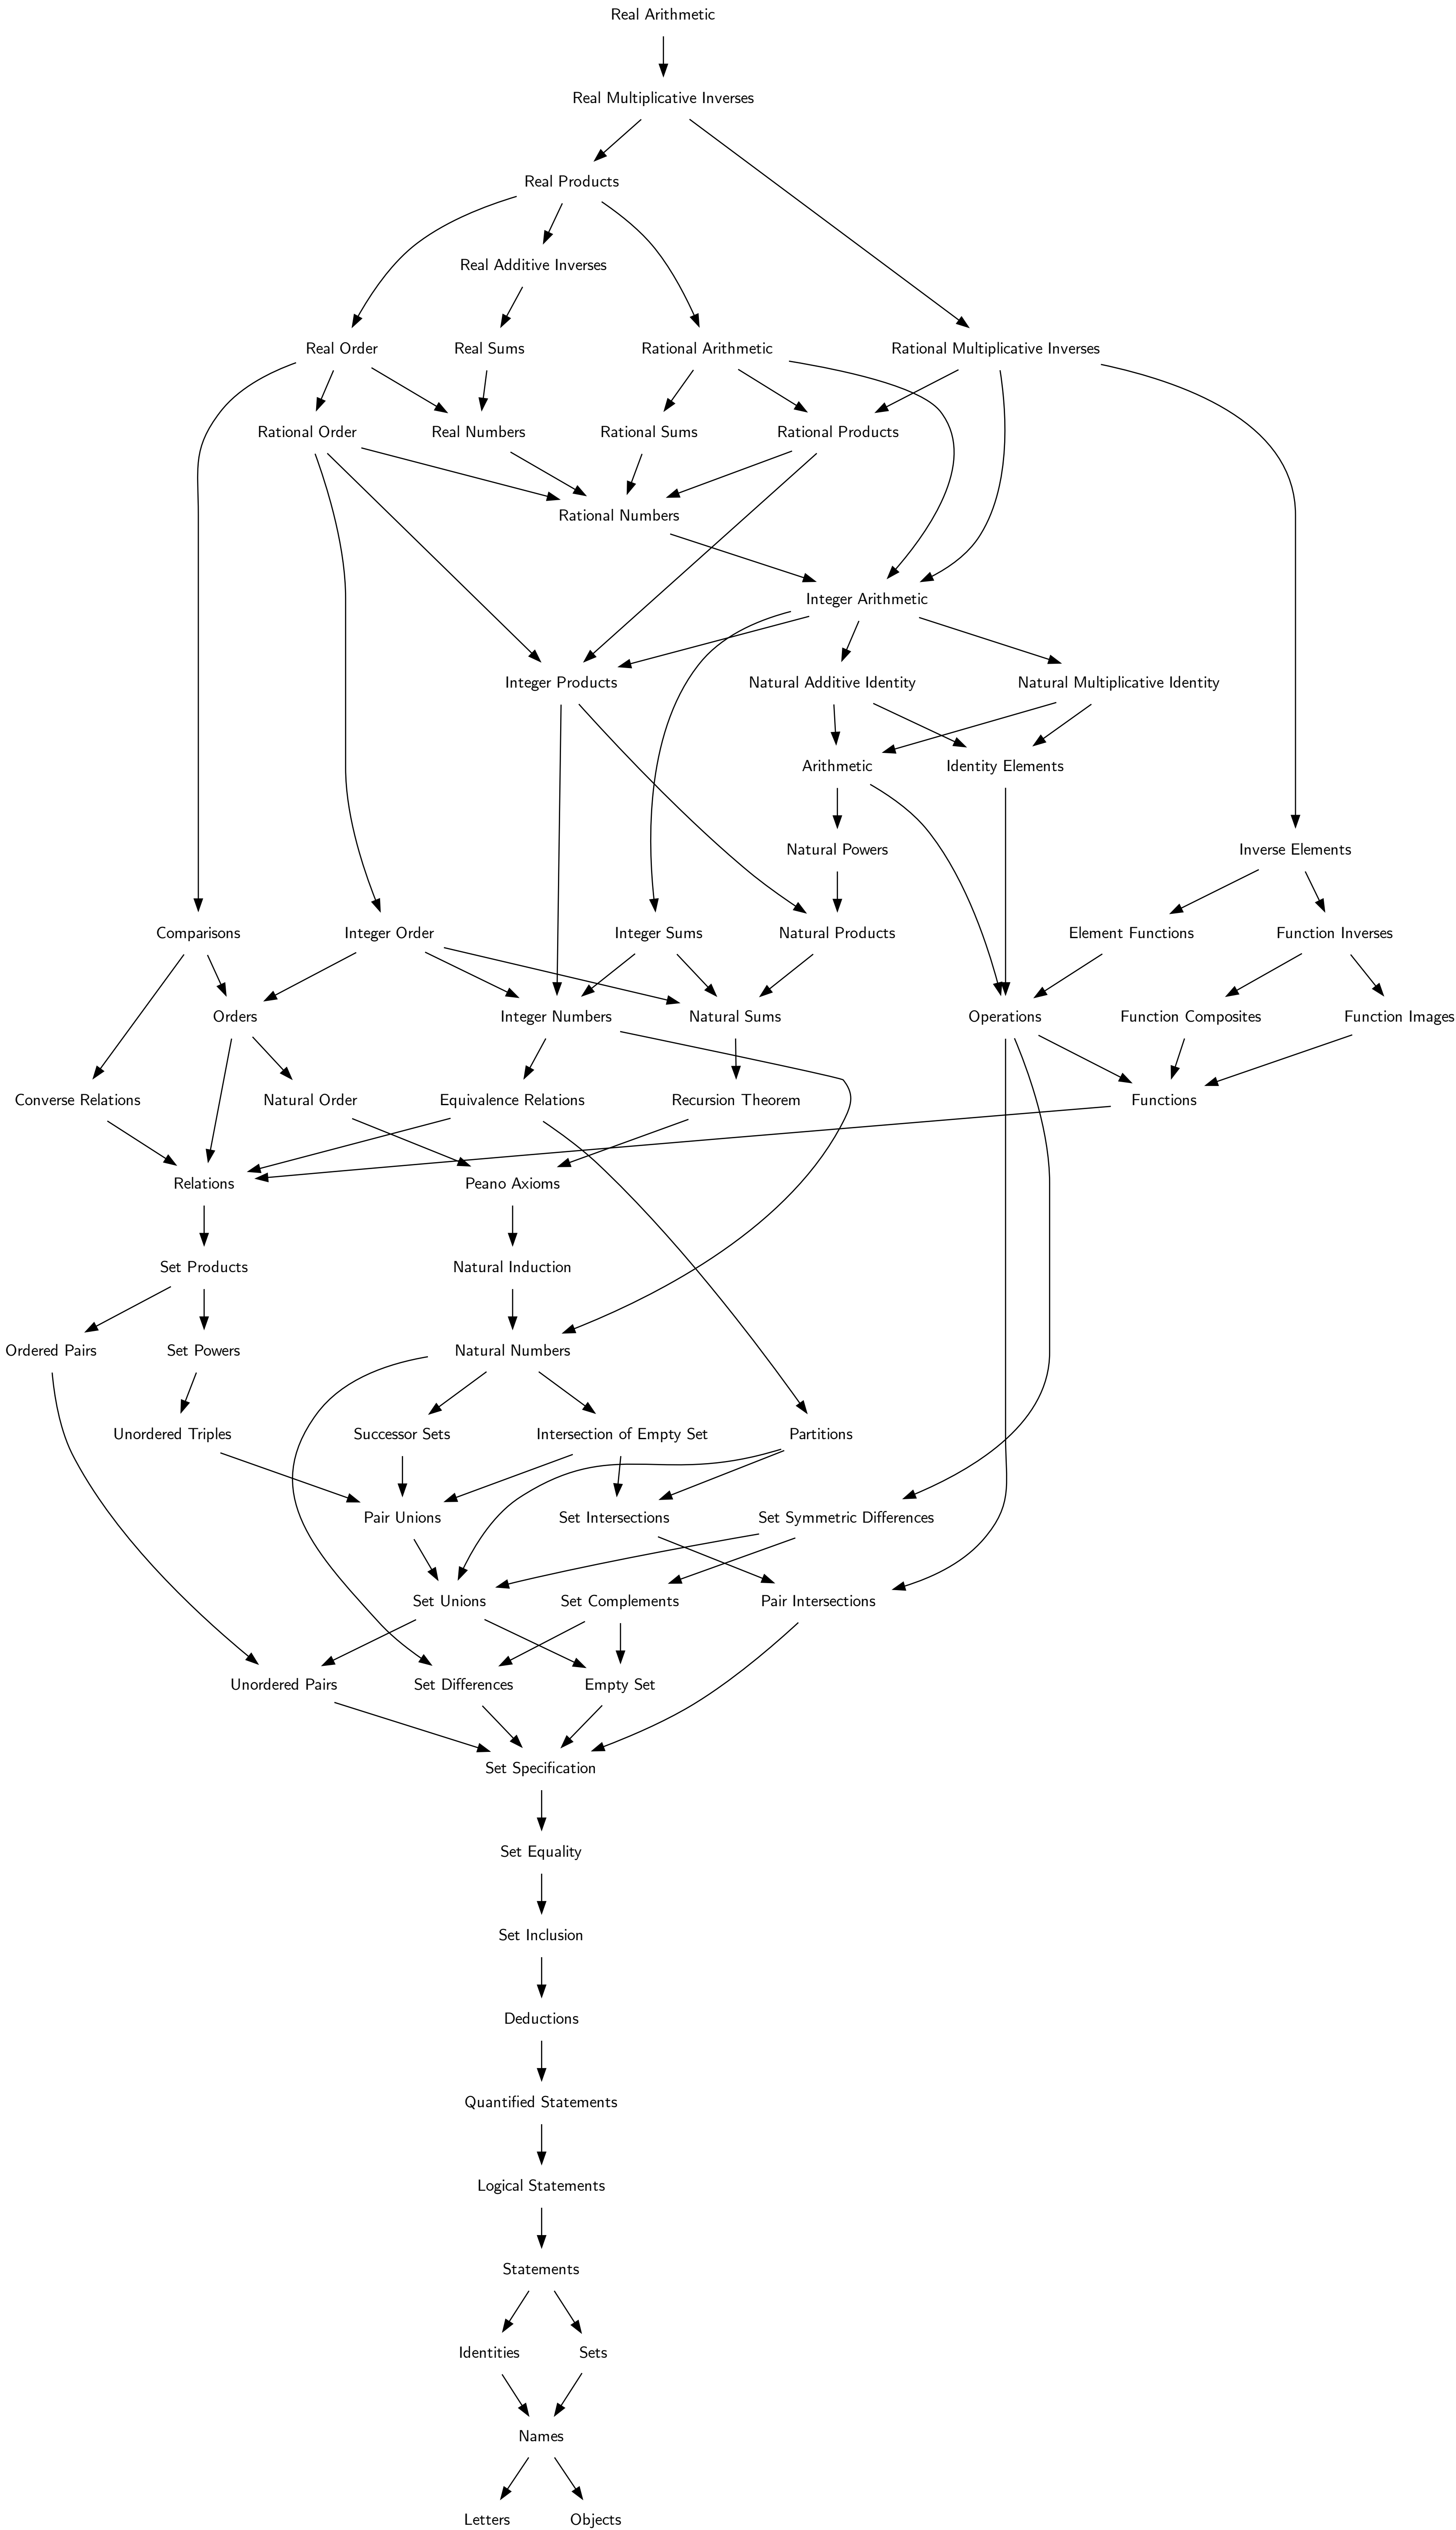 Real Arithmetic
Real Multiplicative Inverses
Real Products
Real Additive Inverses
Real Order
Real Sums
Rational Arithmetic
Rational Multiplicative Inverses
Rational Order
Real Numbers
Rational Sums
Rational Products
Rational Numbers
Integer Arithmetic
Integer Products
Natural Additive Identity
Natural Multiplicative Identity
Arithmetic
Identity Elements
Natural Powers
Inverse Elements
Comparisons
Integer Order
Integer Sums
Natural Products
Element Functions
Function Inverses
Orders
Integer Numbers
Natural Sums
Operations
Function Composites
Function Images
Converse Relations
Natural Order
Equivalence Relations
Recursion Theorem
Functions
Relations
Peano Axioms
Set Products
Natural Induction
Ordered Pairs
Set Powers
Natural Numbers
Unordered Triples
Successor Sets
Intersection of Empty Set
Partitions
Pair Unions
Set Intersections
Set Symmetric Differences
Set Unions
Set Complements
Pair Intersections
Unordered Pairs
Set Differences
Empty Set
Set Specification
Set Equality
Set Inclusion
Deductions
Quantified Statements
Logical Statements
Statements
Identities
Sets
Names
Letters
Objects